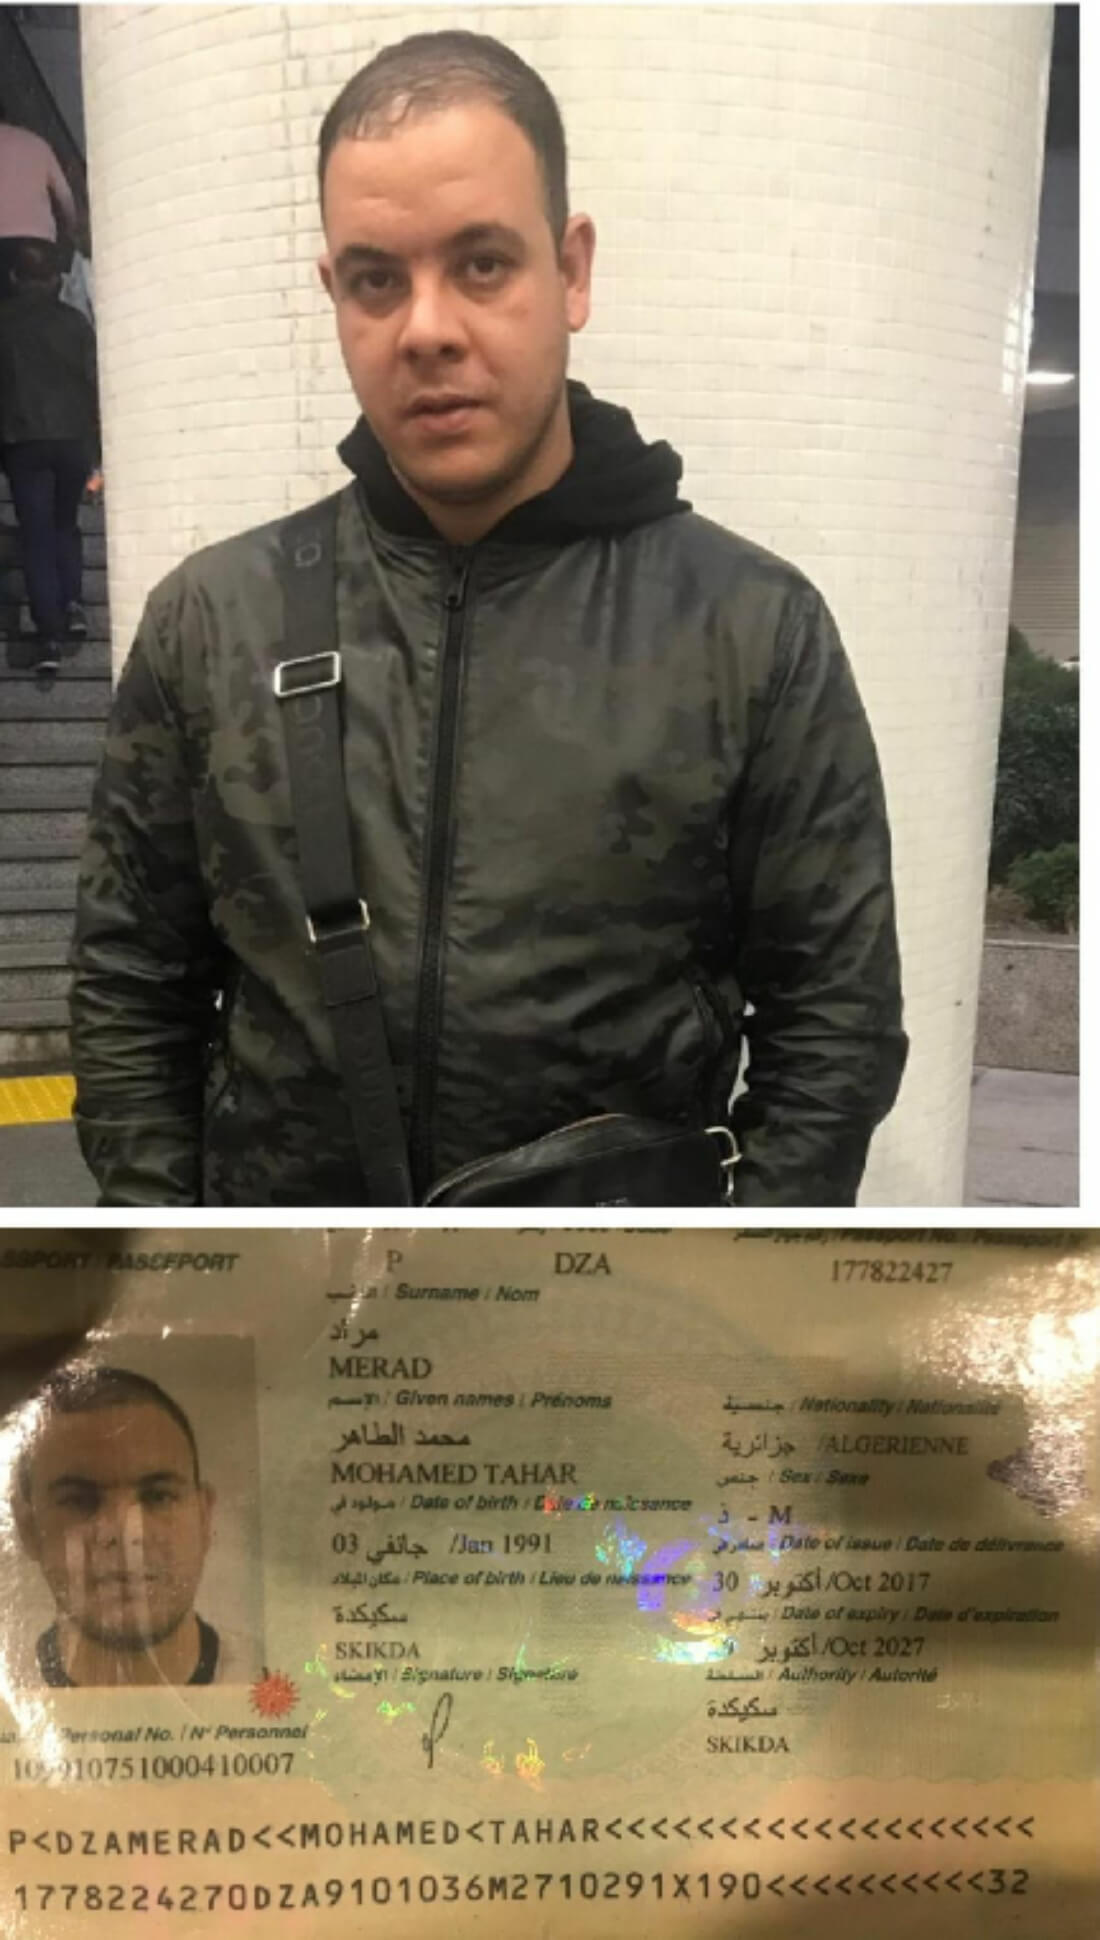 PASSEPORT
P DZA 177822427
Surname / Nom
مراد
MERAD
Given names / Prénoms
جنسية / Nationality / Nationalité
محمد الطاهر
جزائرية /ALGERIENNE
MOHAMED TAHAR
جنس / Sex / Sexe
مولود في / Date of birth /
ذ - M
03 جانفي /Jan 1991
Date of issue / Date de délivrance
Place of birth / Lieu de naissance
30 أكتوبر /Oct 2017
سكيكدة
Date of expiry / Date d'expiration
SKIKDA
أكتوبر /Oct 2027
Signature / Signature
Authority / Autorité
سكيكدة
SKIKDA
Personal No. / N° Personnel
P<DZAMERAD<<MOHAMED<TAHAR<<<<<<<<<<<<<<<<<<<
1778224270DZA9101036M2710291X190<<<<<<<<<<32